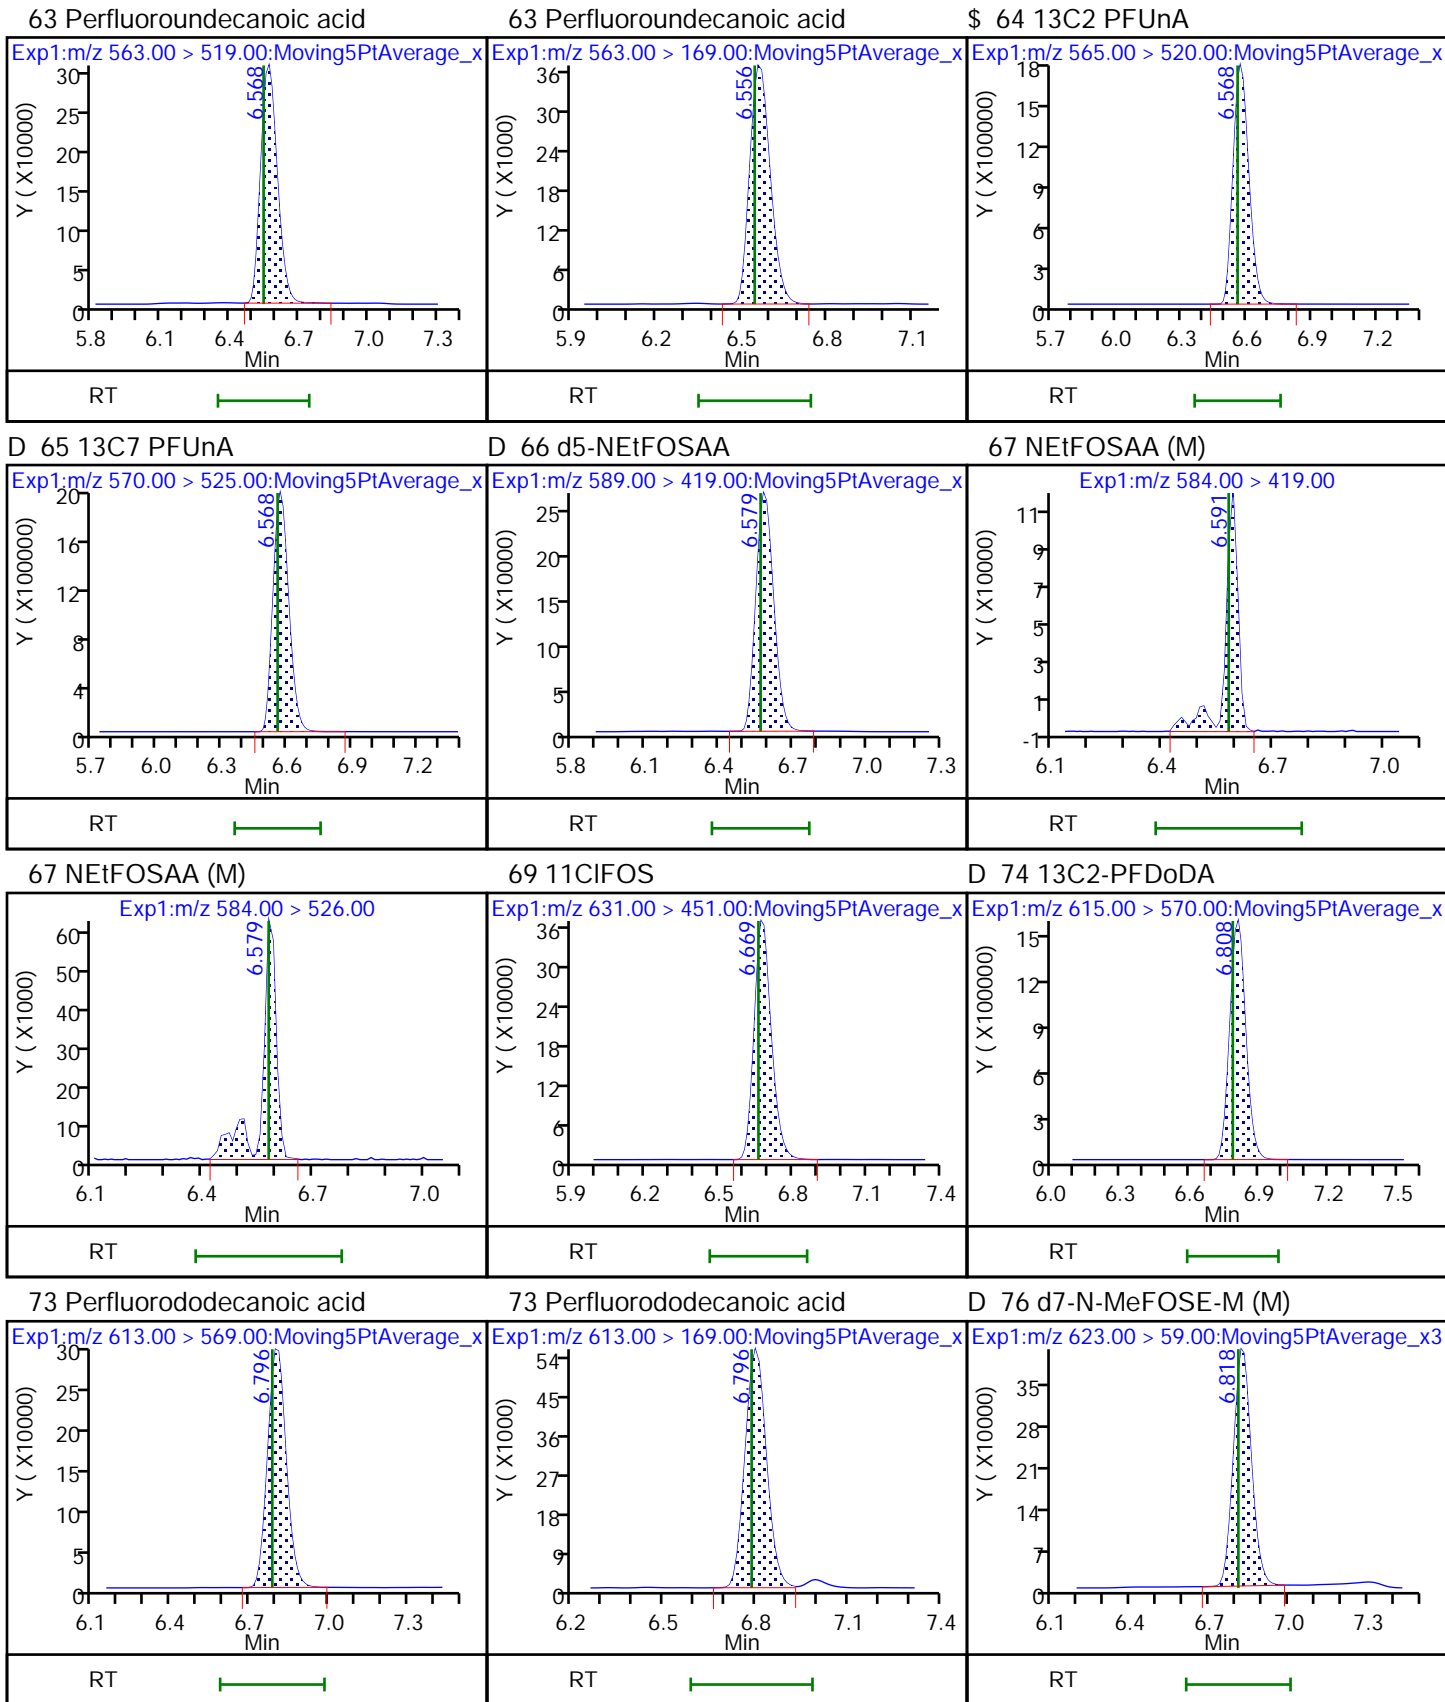 63 Perfluoroundecanoic acid
Exp1:m/z 563.00 > 519.00:Moving5PtAverage_x
Y ( X10000)
30
25
20
15
10
5
0
6.568
5.8 6.1 6.4 6.7 7.0 7.3
Min
RT
63 Perfluoroundecanoic acid
Exp1:m/z 563.00 > 169.00:Moving5PtAverage_x
Y ( X1000)
36
30
24
18
12
6
0
6.556
5.9 6.2 6.5 6.8 7.1
Min
RT
$ 64 13C2 PFUnA
Exp1:m/z 565.00 > 520.00:Moving5PtAverage_x
Y ( X100000)
18
15
12
9
6
3
0
6.568
5.7 6.0 6.3 6.6 6.9 7.2
Min
RT
D 65 13C7 PFUnA
Exp1:m/z 570.00 > 525.00:Moving5PtAverage_x
Y ( X100000)
20
16
12
8
4
0
6.568
5.7 6.0 6.3 6.6 6.9 7.2
Min
RT
D 66 d5-NEtFOSAA
Exp1:m/z 589.00 > 419.00:Moving5PtAverage_x
Y ( X10000)
25
20
15
10
5
0
6.579
5.8 6.1 6.4 6.7 7.0 7.3
Min
RT
67 NEtFOSAA (M)
Exp1:m/z 584.00 > 419.00
Y ( X10000)
11
9
7
5
3
1
-1
6.591
6.1 6.4 6.7 7.0
Min
RT
67 NEtFOSAA (M)
Exp1:m/z 584.00 > 526.00
Y ( X1000)
60
50
40
30
20
10
0
6.579
6.1 6.4 6.7 7.0
Min
RT
69 11ClFOS
Exp1:m/z 631.00 > 451.00:Moving5PtAverage_x
Y ( X10000)
36
30
24
18
12
6
0
6.669
5.9 6.2 6.5 6.8 7.1 7.4
Min
RT
D 74 13C2-PFDoDA
Exp1:m/z 615.00 > 570.00:Moving5PtAverage_x
Y ( X100000)
15
12
9
6
3
0
6.808
6.0 6.3 6.6 6.9 7.2 7.5
Min
RT
73 Perfluorododecanoic acid
Exp1:m/z 613.00 > 569.00:Moving5PtAverage_x
Y ( X10000)
30
25
20
15
10
5
0
6.796
6.1 6.4 6.7 7.0 7.3
Min
RT
73 Perfluorododecanoic acid
Exp1:m/z 613.00 > 169.00:Moving5PtAverage_x
Y ( X1000)
54
45
36
27
18
9
0
6.796
6.2 6.5 6.8 7.1 7.4
Min
RT
D 76 d7-N-MeFOSE-M (M)
Exp1:m/z 623.00 > 59.00:Moving5PtAverage_x3
Y ( X10000)
35
28
21
14
7
0
6.818
6.1 6.4 6.7 7.0 7.3
Min
RT